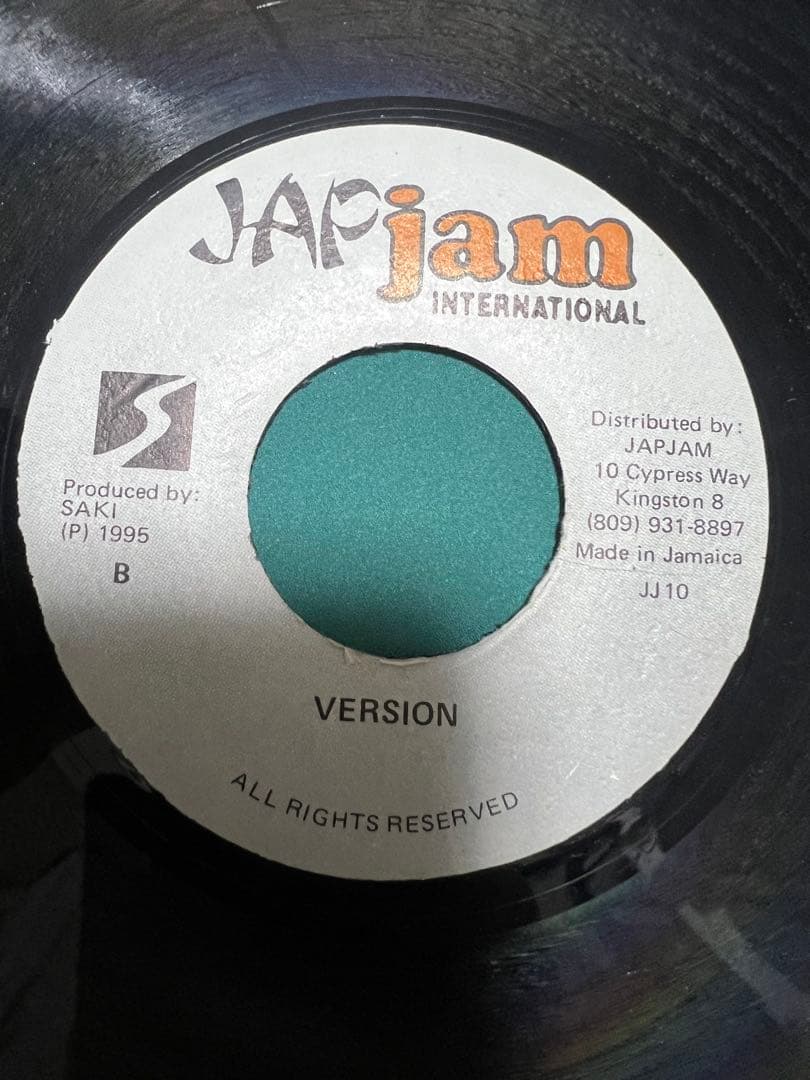 JAPjam
INTERNATIONAL
Produced by:
SAKI
(P) 1995
B
Distributed by:
JAPJAM
10 Cypress Way
Kingston 8
(809) 931-8897
Made in Jamaica
JJ10
VERSION
ALL RIGHTS RESERVED